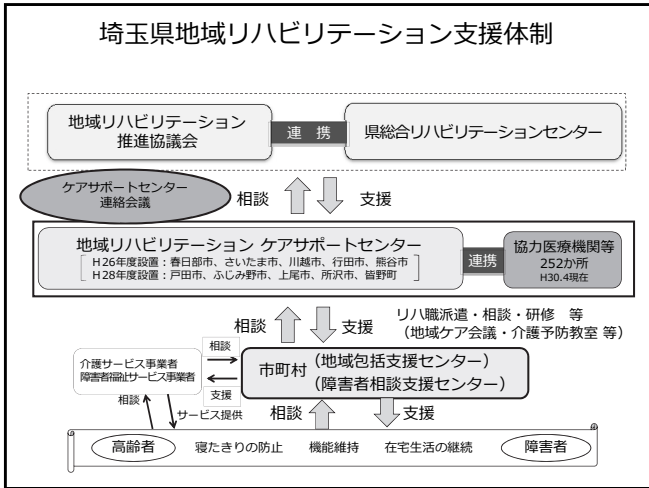 埼玉県地域リハビリテーション支援体制
地域リハビリテーション
推進協議会
連 携
県総合リハビリテーションセンター
ケアサポートセンター
連絡会議
相談
支援
地域リハビリテーション ケアサポートセンター
H26年度設置：春日部市、さいたま市、川越市、行田市、熊谷市
H28年度設置：戸田市、ふじみ野市、上尾市、所沢市、皆野町
連携
協力医療機関等
252か所
H30.4現在
相談
支援
リハ職派遣・相談・研修 等
（地域ケア会議・介護予防教室 等）
介護サービス事業者
障害者福祉サービス事業者
相談
支援
市町村（地域包括支援センター）
（障害者相談支援センター）
相談
サービス提供
相談
支援
高齢者
寝たきりの防止
機能維持
在宅生活の継続
障害者